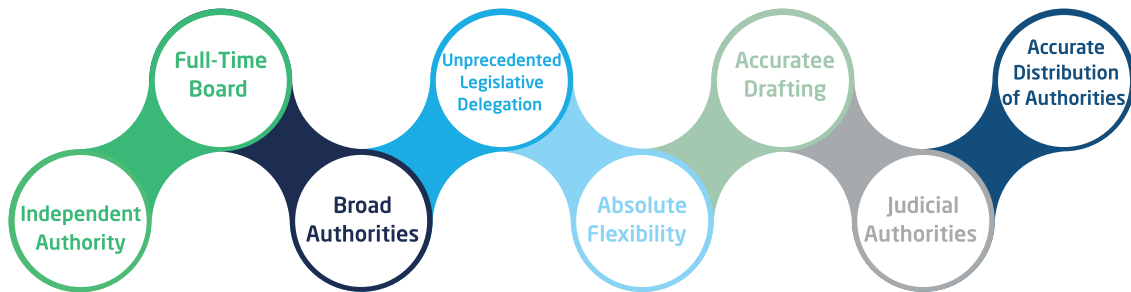 Independent
Authority
Full-Time
Board
Broad
Authorities
Unprecedented
Legislative
Delegation
Absolute
Flexibility
Accuratee
Drafting
Judicial
Authorities
Accurate
Distribution
of Authorities